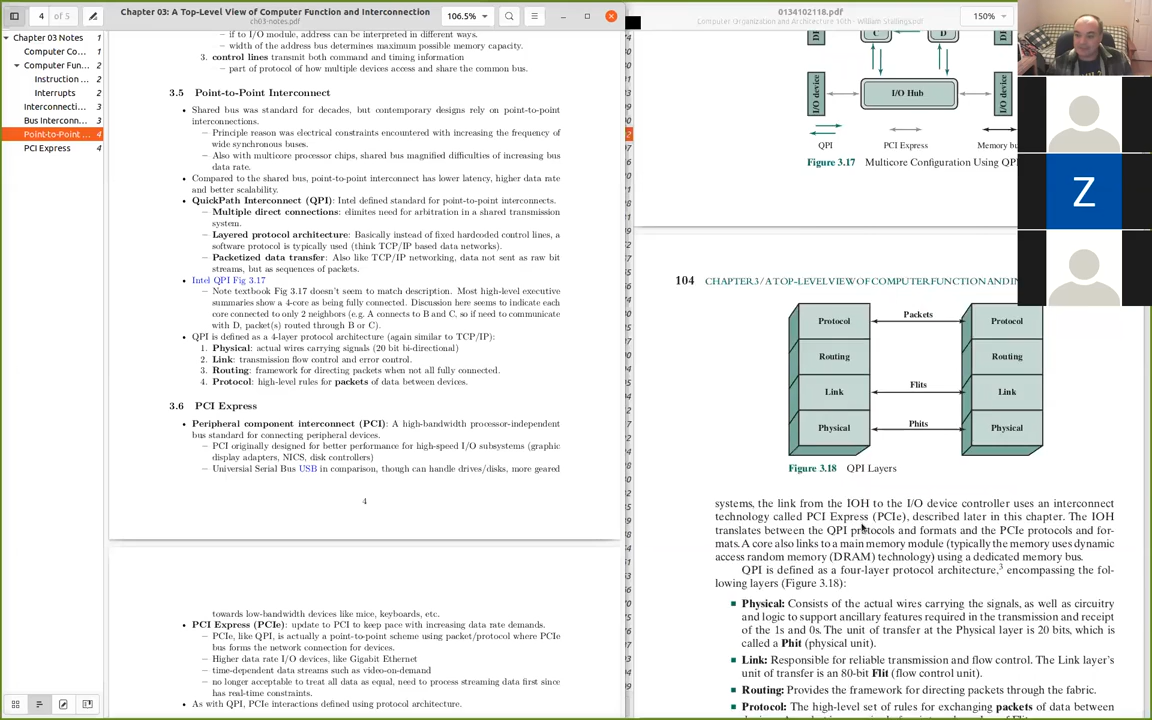 4 of 5
Chapter 03: A Top-Level View of Computer Function and Interconnection
ch03-notes.pdf
106.5%
Chapter 03 Notes 1
Computer Co... 1
Computer Fun... 2
Instruction ... 2
Interrupts 2
Interconnecti... 3
Bus Interconn... 3
Point-to-Point ... 4
PCI Express 4
– if to I/O module, address can be interpreted in different ways.
– width of the address bus determines maximum possible memory capacity.
3. control lines transmit both command and timing information
– part of protocol of how multiple devices access and share the common bus.
3.5 Point-to-Point Interconnect
• Shared bus was standard for decades, but contemporary designs rely on point-to-point
interconnections.
– Principle reason was electrical constraints encountered with increasing the frequency of
wide synchronous buses.
– Also with multicore processor chips, shared bus magnified difficulties of increasing bus
data rate.
• Compared to the shared bus, point-to-point interconnect has lower latency, higher data rate
and better scalability.
• QuickPath Interconnect (QPI): Intel defined standard for point-to-point interconnects.
– Multiple direct connections: elimites need for arbitration in a shared transmission
system.
– Layered protocol architecture: Basically instead of fixed hardcoded control lines, a
software protocol is typically used (think TCP/IP based data networks).
– Packetized data transfer: Also like TCP/IP networking, data not sent as raw bit
streams, but as sequences of packets.
• Intel QPI Fig 3.17
– Note textbook Fig 3.17 doesn't seem to match description. Most high-level executive
summaries show a 4-core as being fully connected. Discussion here seems to indicate each
core connected to only 2 neighbors (e.g. A connects to B and C, so if need to communicate
with D, packet(s) routed through B or C).
• QPI is defined as a 4-layer protocol architecture (again similar to TCP/IP):
1. Physical: actual wires carrying signals (20 bit bi-directional)
2. Link: transmission flow control and error control.
3. Routing: framework for directing packets when not all fully connected.
4. Protocol: high-level rules for packets of data between devices.
3.6 PCI Express
• Peripheral component interconnect (PCI): A high-bandwidth processor-independent
bus standard for connecting peripheral devices.
– PCI originally designed for better performance for high-speed I/O subsystems (graphic
display adapters, NICS, disk controllers)
– Universial Serial Bus USB in comparison, though can handle drives/disks, more geared
4
towards low-bandwidth devices like mice, keyboards, etc.
• PCI Express (PCIe): update to PCI to keep pace with increasing data rate demands.
– PCIE, like QPI, is actually a point-to-point scheme using packet/protocol where PCIe
bus forms the network connection for devices.
– Higher data rate I/O devices, like Gigabit Ethernet
– time-dependent data streams such as video-on-demand
– no longer acceptable to treat all data as equal, need to process streaming data first since
has real-time constraints.
• As with QPI, PCIe interactions defined using protocol architecture.
0134102118.pdf
Computer Organization and Architecture 10th - William Stallings.pdf
150%
C D
I/O device I/O Hub I/O device
QPI PCI Express Memory bu
Figure 3.17 Multicore Configuration Using QPI
104 CHAPTER 3 / A TOP-LEVEL VIEW OF COMPUTER FUNCTION AND IN
Protocol Packets Protocol
Routing Routing
Link Flits Link
Physical Phits Physical
Figure 3.18 QPI Layers
systems, the link from the IOH to the I/O device controller uses an interconnect
technology called PCI Express (PCIe), described later in this chapter. The IOH
translates between the QPI protocols and formats and the PCIe protocols and for-
mats. A core also links to a main memory module (typically the memory uses dynamic
access random memory (DRAM) technology) using a dedicated memory bus.
QPI is defined as a four-layer protocol architecture,3 encompassing the fol-
lowing layers (Figure 3.18):
■ Physical: Consists of the actual wires carrying the signals, as well as circuitry
and logic to support ancillary features required in the transmission and receipt
of the 1s and 0s. The unit of transfer at the Physical layer is 20 bits, which is
called a Phit (physical unit).
■ Link: Responsible for reliable transmission and flow control. The Link layer's
unit of transfer is an 80-bit Flit (flow control unit).
■ Routing: Provides the framework for directing packets through the fabric.
■ Protocol: The high-level set of rules for exchanging packets of data between
Z